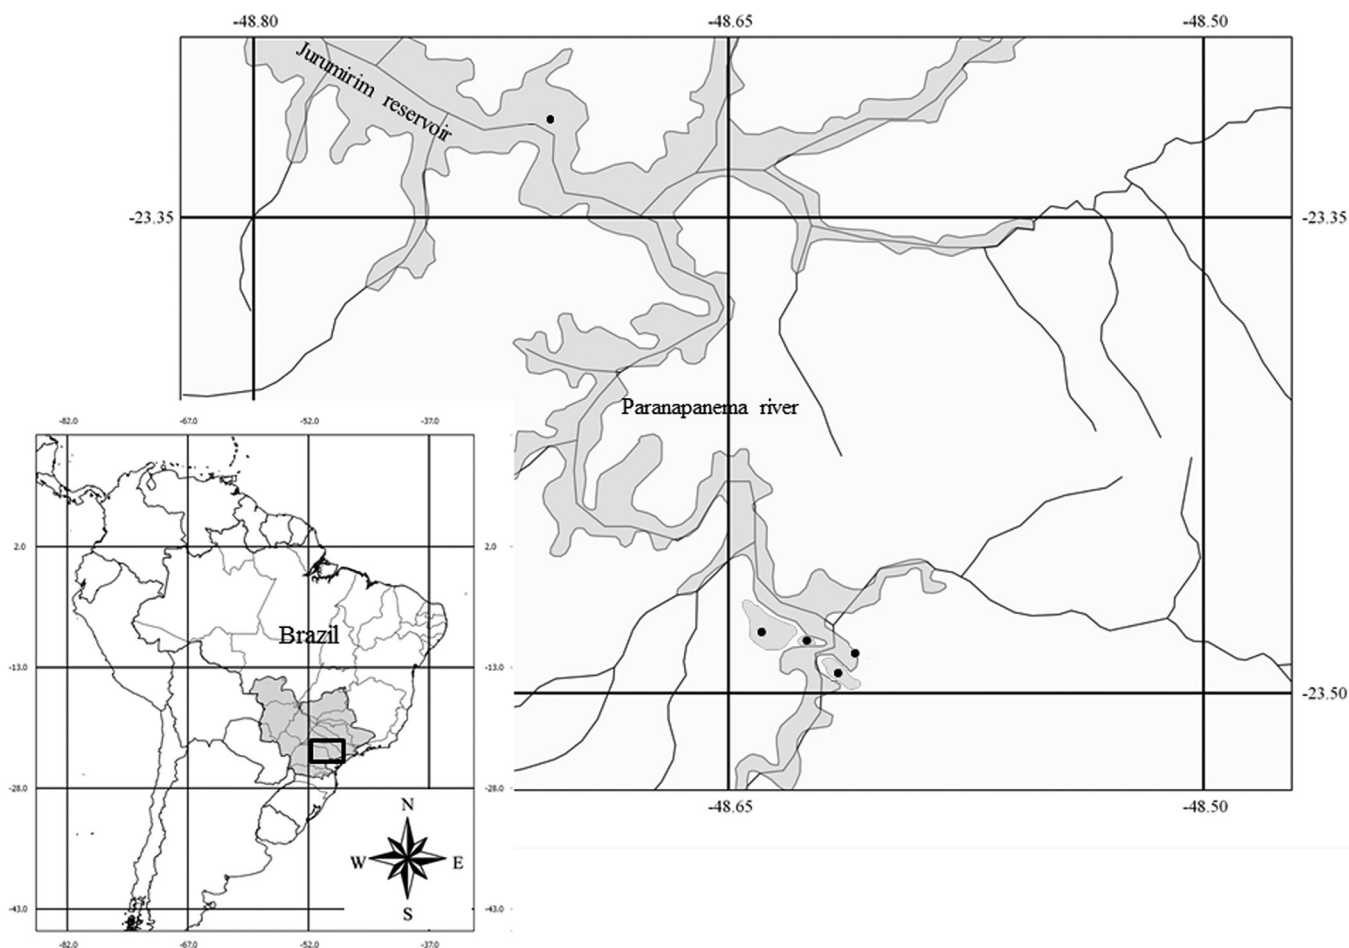 -48.80 -48.65 -48.50
Jurumirim reservoir
-23.35 -23.35
Paranapanema river
-82.0 -67.0 -52.0 -37.0
2.0 2.0
Brazil
-13.0 -13.0
-23.50
-28.0 -28.0
-48.65 -48.50
N
W E
S
-43.0 -43.0
-82.0 -67.0 -52.0 -37.0